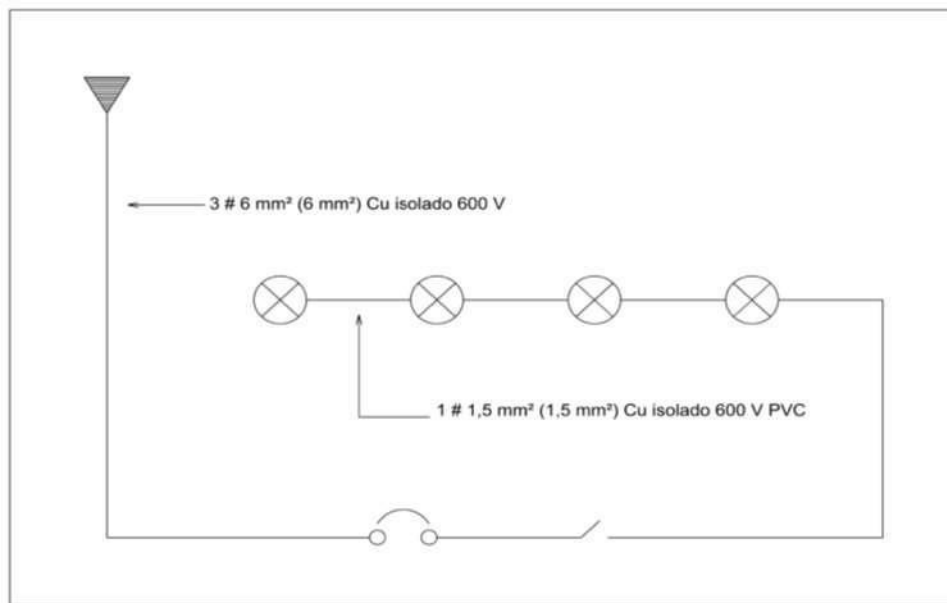 3 # 6 mm² (6 mm²) Cu isolado 600 V
1 # 1,5 mm² (1,5 mm²) Cu isolado 600 V PVC